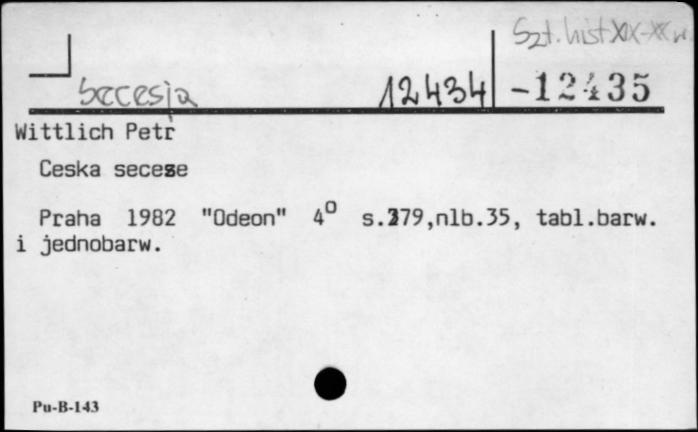 Szt. hist XIX-XX w.
Secesja 12434 -12435
Wittlich Petr
Ceska secese
Praha 1982 "Odeon" 4° s.379,nlb.35, tabl.barw.
i jednobarw.
Pu-B-143